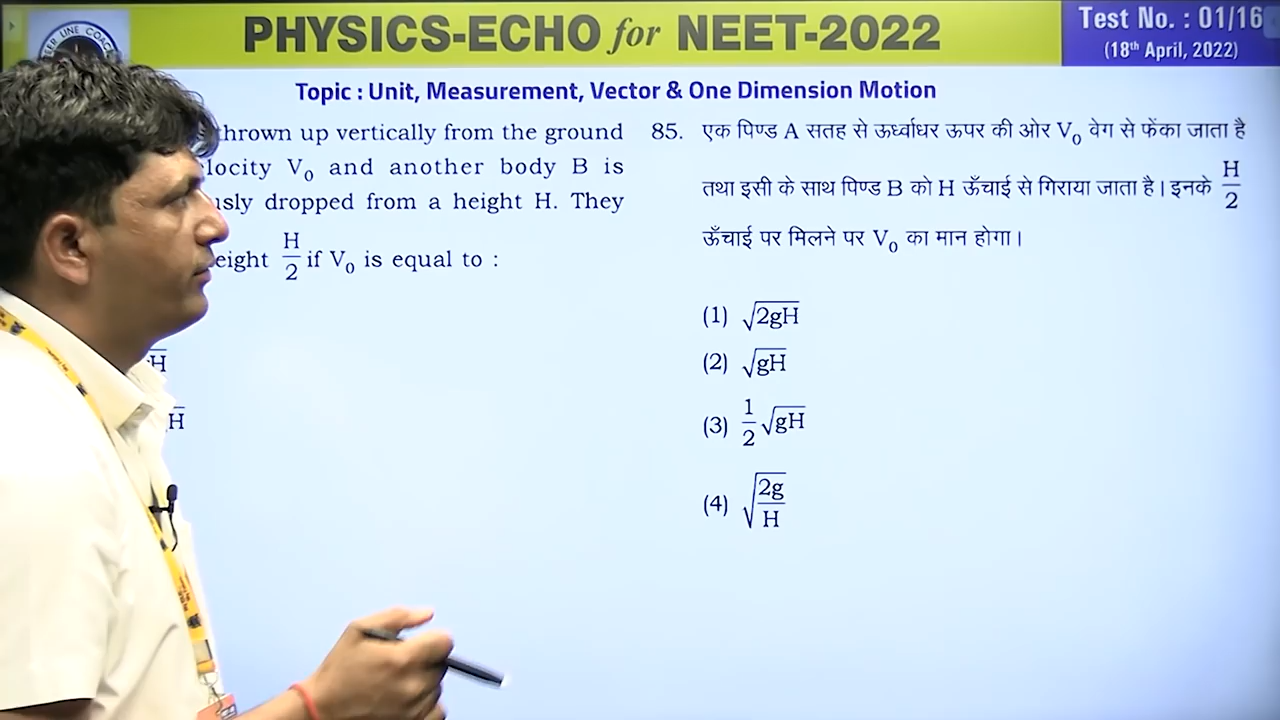 PHYSICS-ECHO for NEET-2022
Test No. : 01/16
(18th April, 2022)
LINE COAC
Topic : Unit, Measurement, Vector & One Dimension Motion
thrown up vertically from the ground
V₀ and another body B is
dropped from a height H. They
H/2 if V₀ is equal to :
H
H
85. एक पिण्ड A सतह से ऊर्ध्वाधर ऊपर की ओर V₀ वेग से फेंका जाता है
तथा इसी के साथ पिण्ड B को H ऊँचाई से गिराया जाता है। इनके H/2
ऊँचाई पर मिलने पर V₀ का मान होगा।
(1) √2gH
(2) √gH
(3) 1/2 √gH
(4) √2g/H